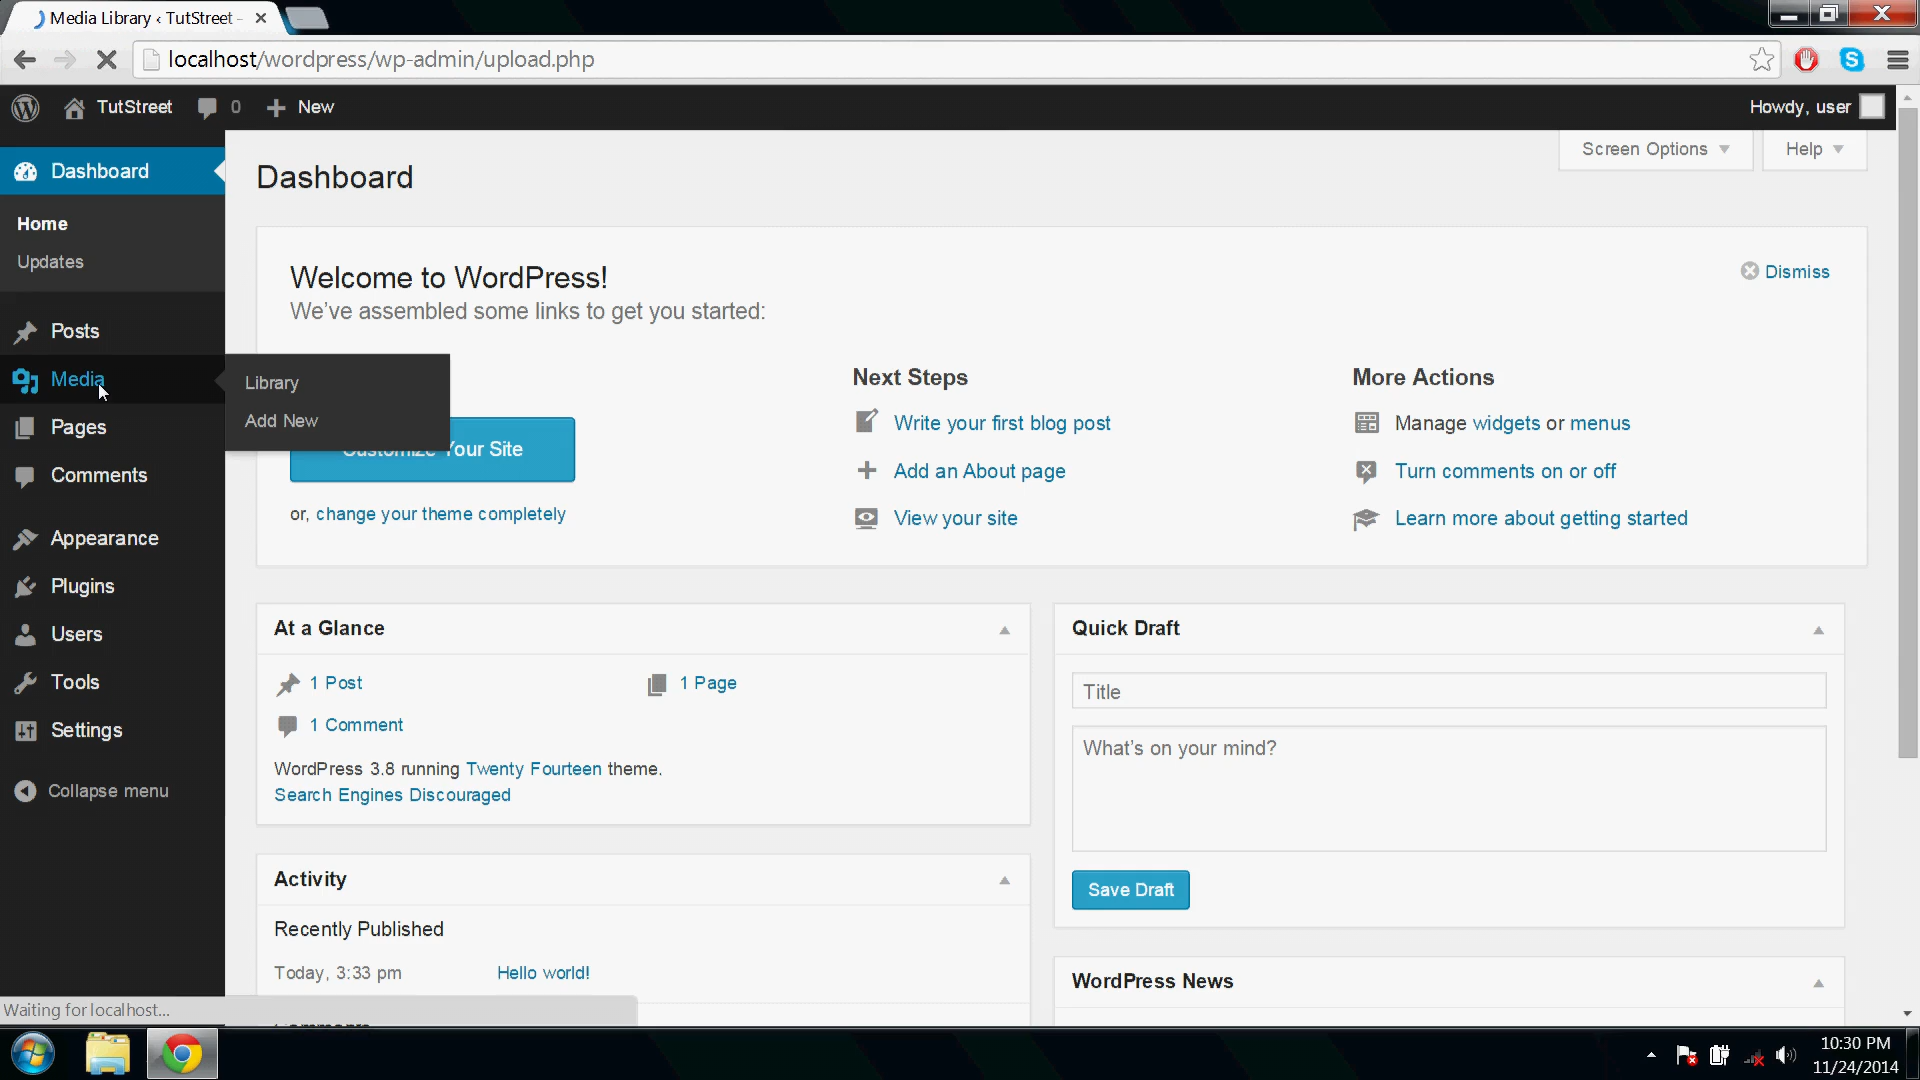 Media Library ‹ TutStreet -
localhost/wordpress/wp-admin/upload.php
TutStreet
0
New
Howdy, user
Dashboard
Home
Updates
Posts
Media
Pages
Comments
Appearance
Plugins
Users
Tools
Settings
Collapse menu
Library
Add New
Dashboard
Screen Options
Help
Welcome to WordPress!
We've assembled some links to get you started:
Dismiss
Customize Your Site
or, change your theme completely
Next Steps
Write your first blog post
Add an About page
View your site
More Actions
Manage widgets or menus
Turn comments on or off
Learn more about getting started
At a Glance
1 Post
1 Page
1 Comment
WordPress 3.8 running Twenty Fourteen theme.
Search Engines Discouraged
Activity
Recently Published
Today, 3:33 pm
Hello world!
Quick Draft
Title
What's on your mind?
Save Draft
WordPress News
Waiting for localhost...
10:30 PM
11/24/2014